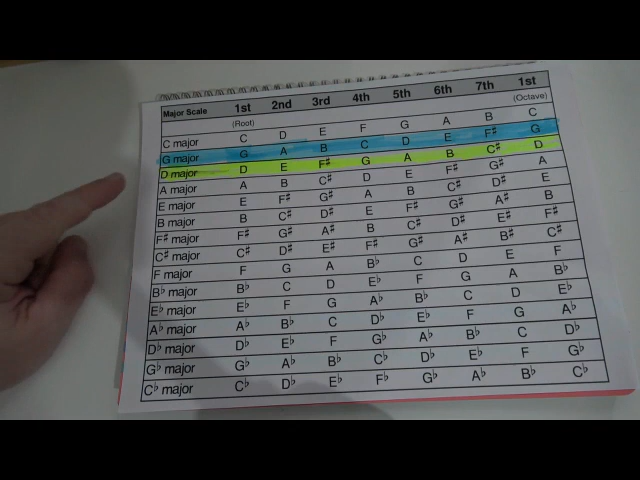 Major Scale 1st 2nd 3rd 4th 5th 6th 7th 1st
(Root) (Octave)
C major C D E F G A B C
G major G A B C D E F♯ G
D major D E F♯ G A B C♯ D
A major A B C♯ D E F♯ G♯ A
E major E F♯ G♯ A B C♯ D♯ E
B major B C♯ D♯ E F♯ G♯ A♯ B
F♯ major F♯ G♯ A♯ B C♯ D♯ E♯ F♯
C♯ major C♯ D♯ E♯ F♯ G♯ A♯ B♯ C♯
F major F G A B♭ C D E F
B♭ major B♭ C D E♭ F G A B♭
E♭ major E♭ F G A♭ B♭ C D E♭
A♭ major A♭ B♭ C D♭ E♭ F G A♭
D♭ major D♭ E♭ F G♭ A♭ B♭ C D♭
G♭ major G♭ A♭ B♭ C♭ D♭ E♭ F G♭
C♭ major C♭ D♭ E♭ F♭ G♭ A♭ B♭ C♭